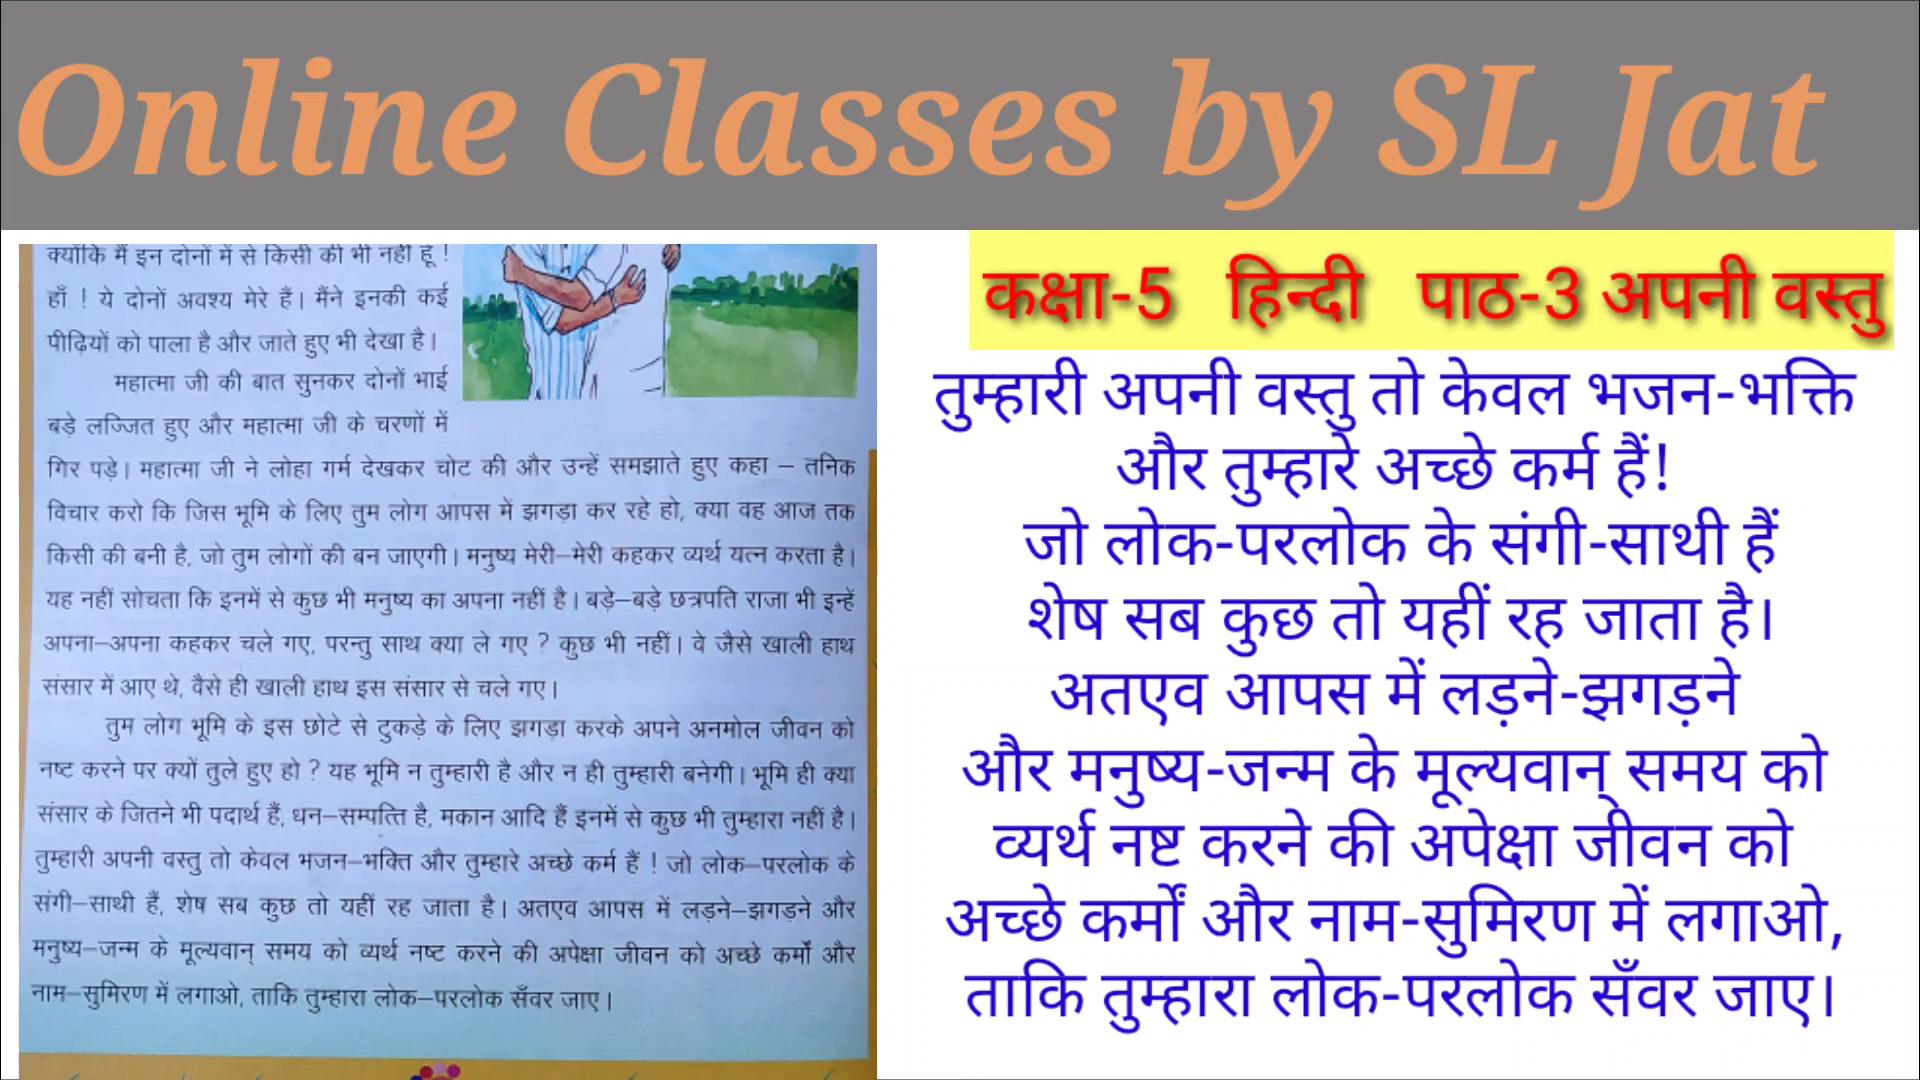 Online Classes by SL Jat
क्योंकि मैं इन दोनों में से किसी की भी नहीं हूँ !
हाँ ! ये दोनों अवश्य मेरे हैं। मैंने इनकी कई
पीढ़ियों को पाला है और जाते हुए भी देखा है।
महात्मा जी की बात सुनकर दोनों भाई
बड़े लज्जित हुए और महात्मा जी के चरणों में
गिर पड़े। महात्मा जी ने लोहा गर्म देखकर चोट की और उन्हें समझाते हुए कहा – तनिक
विचार करो कि जिस भूमि के लिए तुम लोग आपस में झगड़ा कर रहे हो, क्या वह आज तक
किसी की बनी है, जो तुम लोगों की बन जाएगी। मनुष्य मेरी–मेरी कहकर व्यर्थ यत्न करता है।
यह नहीं सोचता कि इनमें से कुछ भी मनुष्य का अपना नहीं है। बड़े–बड़े छत्रपति राजा भी इन्हें
अपना–अपना कहकर चले गए, परन्तु साथ क्या ले गए ? कुछ भी नहीं। वे जैसे खाली हाथ
संसार में आए थे, वैसे ही खाली हाथ इस संसार से चले गए।
तुम लोग भूमि के इस छोटे से टुकड़े के लिए झगड़ा करके अपने अनमोल जीवन को
नष्ट करने पर क्यों तुले हुए हो ? यह भूमि न तुम्हारी है और न ही तुम्हारी बनेगी। भूमि ही क्या
संसार के जितने भी पदार्थ हैं, धन–सम्पत्ति है, मकान आदि हैं इनमें से कुछ भी तुम्हारा नहीं है।
तुम्हारी अपनी वस्तु तो केवल भजन–भक्ति और तुम्हारे अच्छे कर्म हैं ! जो लोक–परलोक के
संगी–साथी हैं, शेष सब कुछ तो यहीं रह जाता है। अतएव आपस में लड़ने–झगड़ने और
मनुष्य–जन्म के मूल्यवान् समय को व्यर्थ नष्ट करने की अपेक्षा जीवन को अच्छे कर्मों और
नाम–सुमिरण में लगाओ, ताकि तुम्हारा लोक–परलोक सँवर जाए।
कक्षा-5 हिन्दी पाठ-3 अपनी वस्तु
तुम्हारी अपनी वस्तु तो केवल भजन-भक्ति
और तुम्हारे अच्छे कर्म हैं!
जो लोक-परलोक के संगी-साथी हैं
शेष सब कुछ तो यहीं रह जाता है।
अतएव आपस में लड़ने-झगड़ने
और मनुष्य-जन्म के मूल्यवान् समय को
व्यर्थ नष्ट करने की अपेक्षा जीवन को
अच्छे कर्मों और नाम-सुमिरण में लगाओ,
ताकि तुम्हारा लोक-परलोक सँवर जाए।